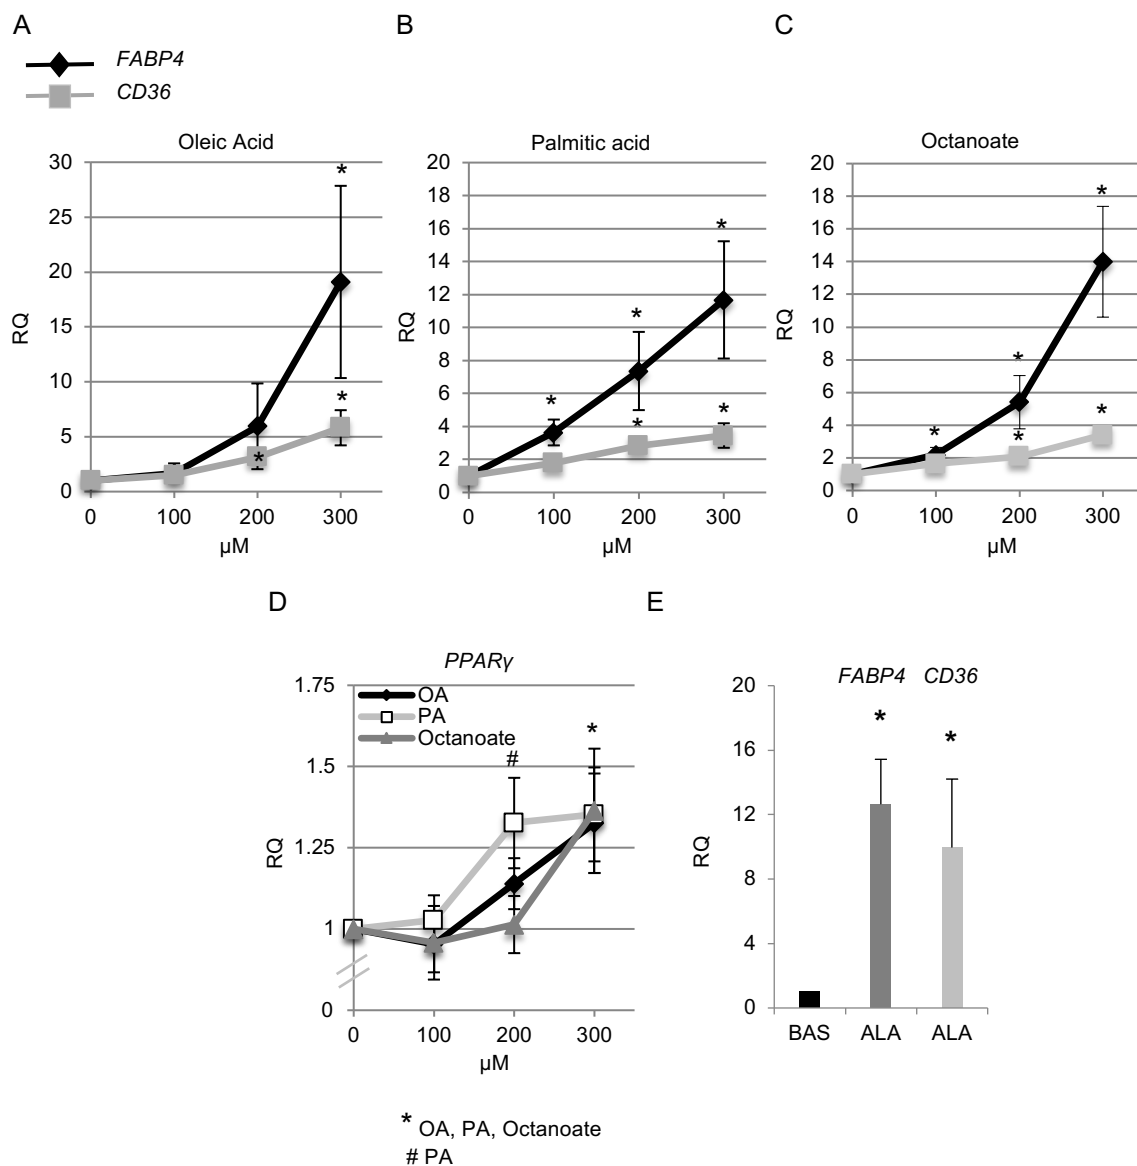 A
B
C
FABP4
CD36
Oleic Acid
30
25
20
15
10
5
0
RQ
*
*
*
0 100 200 300
µM
Palmitic acid
20
18
16
14
12
10
8
6
4
2
0
RQ
*
*
*
*
*
0 100 200 300
µM
Octanoate
20
18
16
14
12
10
8
6
4
2
0
RQ
*
*
*
*
*
0 100 200 300
µM
D
E
PPARγ
1.75
1.5
1.25
1
0
RQ
OA
PA
Octanoate
#
*
0 100 200 300
µM
* OA, PA, Octanoate
# PA
FABP4 CD36
20
16
12
8
4
0
RQ
*
*
BAS ALA ALA